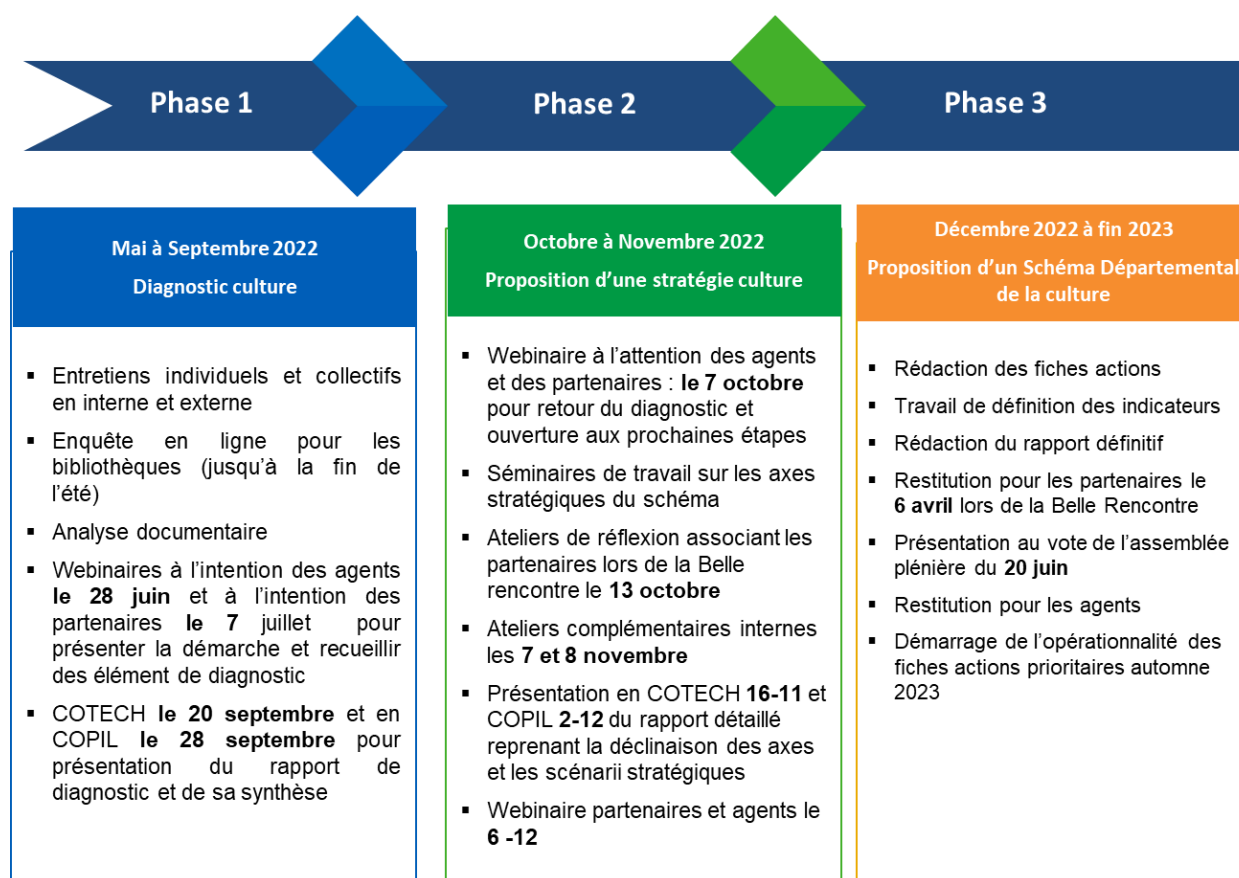 Phase 1
Phase 2
Phase 3
Mai à Septembre 2022
Diagnostic culture
▪ Entretiens individuels et collectifs
en interne et externe
▪ Enquête en ligne pour les
bibliothèques (jusqu'à la fin de
l'été)
▪ Analyse documentaire
▪ Webinaires à l'intention des agents
le 28 juin et à l'intention des
partenaires le 7 juillet pour
présenter la démarche et recueillir
des élément de diagnostic
▪ COTECH le 20 septembre et en
COPIL le 28 septembre pour
présentation du rapport de
diagnostic et de sa synthèse
Octobre à Novembre 2022
Proposition d'une stratégie culture
▪ Webinaire à l'attention des agents
et des partenaires : le 7 octobre
pour retour du diagnostic et
ouverture aux prochaines étapes
▪ Séminaires de travail sur les axes
stratégiques du schéma
▪ Ateliers de réflexion associant les
partenaires lors de la Belle
rencontre le 13 octobre
▪ Ateliers complémentaires internes
les 7 et 8 novembre
▪ Présentation en COTECH 16-11 et
COPIL 2-12 du rapport détaillé
reprenant la déclinaison des axes
et les scénarii stratégiques
▪ Webinaire partenaires et agents le
6 -12
Décembre 2022 à fin 2023
Proposition d'un Schéma Départemental
de la culture
▪ Rédaction des fiches actions
▪ Travail de définition des indicateurs
▪ Rédaction du rapport définitif
▪ Restitution pour les partenaires le
6 avril lors de la Belle Rencontre
▪ Présentation au vote de l'assemblée
plénière du 20 juin
▪ Restitution pour les agents
▪ Démarrage de l'opérationnalité des
fiches actions prioritaires automne
2023